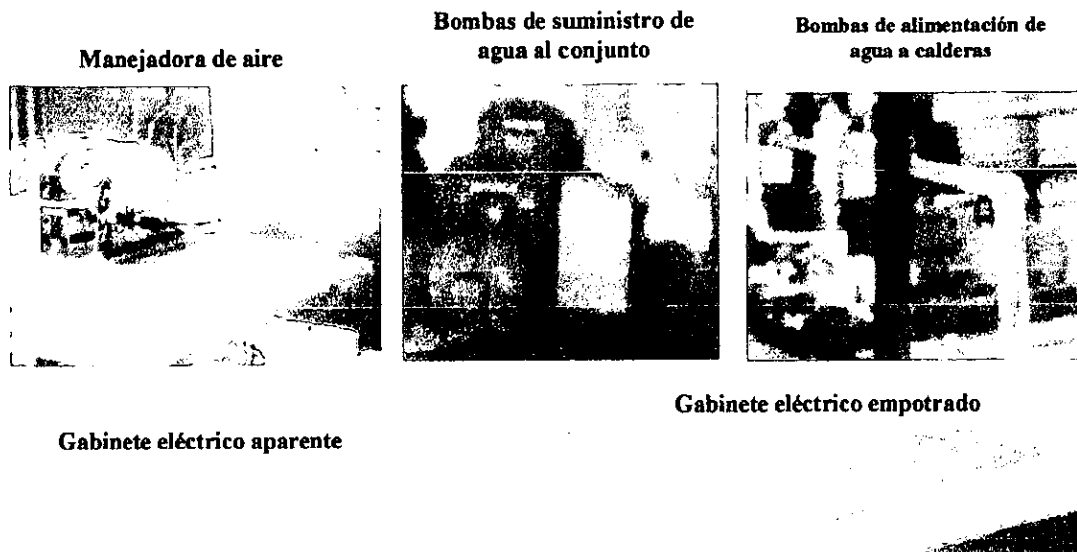 Manejadora de aire
Bombas de suministro de
agua al conjunto
Bombas de alimentación de
agua a calderas
Gabinete eléctrico aparente
Gabinete eléctrico empotrado